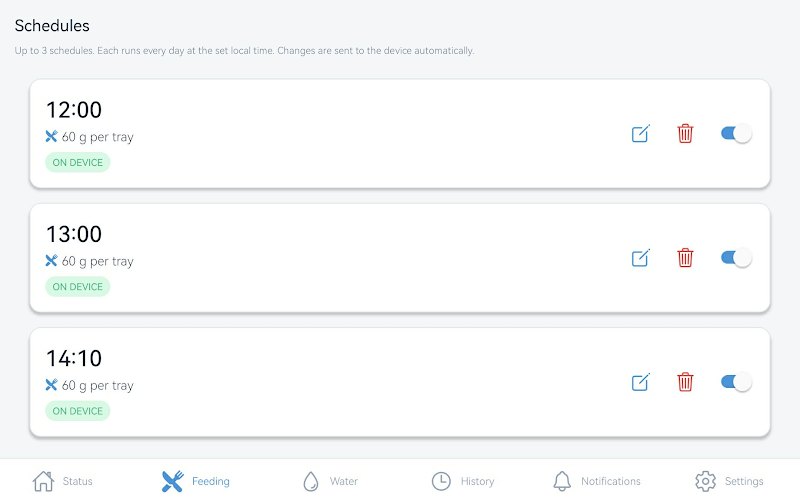 Schedules
Up to 3 schedules. Each runs every day at the set local time. Changes are sent to the device automatically.
12:00
60 g per tray
ON DEVICE
13:00
60 g per tray
ON DEVICE
14:10
60 g per tray
ON DEVICE
Status Feeding Water History Notifications Settings